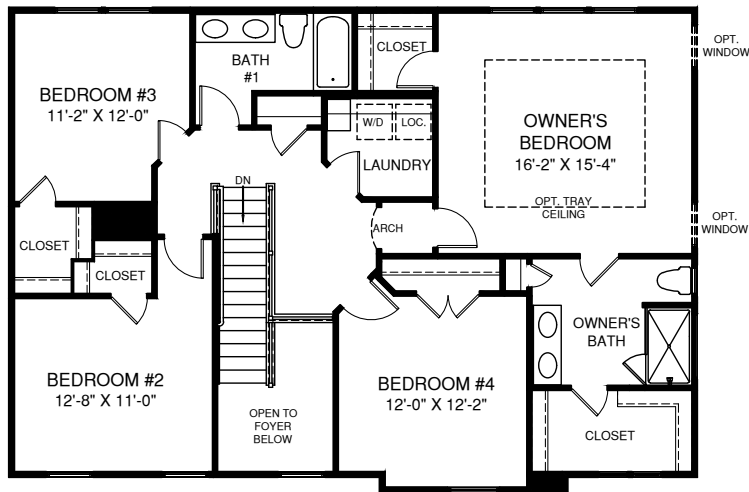 BEDROOM #3
11'-2" X 12'-0"
BATH
#1
CLOSET
OPT.
WINDOW
W/D
LOC.
LAUNDRY
OWNER'S
BEDROOM
16'-2" X 15'-4"
OPT. TRAY
CEILING
DN
ARCH
OPT.
WINDOW
CLOSET
CLOSET
OWNER'S
BATH
BEDROOM #2
12'-8" X 11'-0"
OPEN TO
FOYER
BELOW
BEDROOM #4
12'-0" X 12'-2"
CLOSET